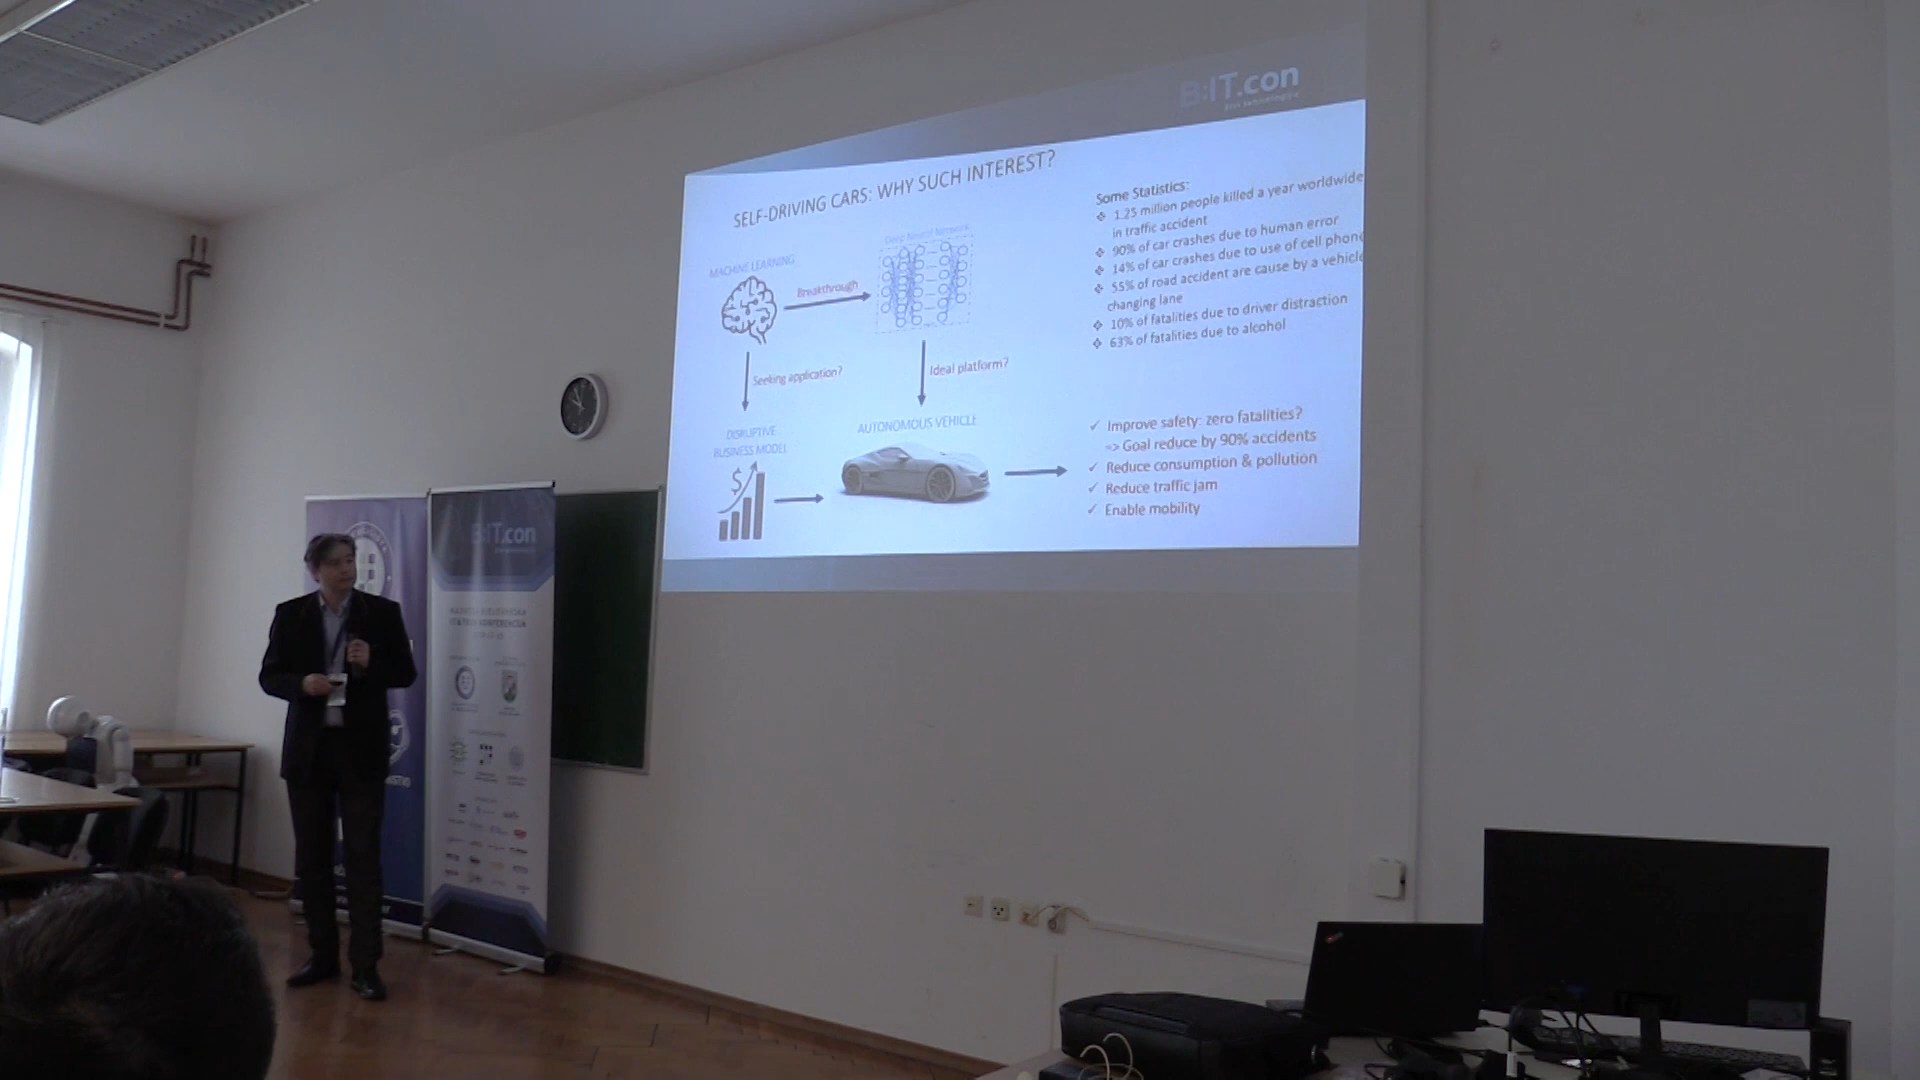 B:IT.con
SELF-DRIVING CARS: WHY SUCH INTEREST?
MACHINE LEARNING
Breakthrough
Deep Neural Network
Seeking application?
Ideal platform?
DISRUPTIVE
BUSINESS MODEL
$
AUTONOMOUS VEHICLE
Some Statistics:
❖ 1.25 million people killed a year worldwide
in traffic accident
❖ 90% of car crashes due to human error
❖ 14% of car crashes due to use of cell phone
❖ 55% of road accident are cause by a vehicle
changing lane
❖ 10% of fatalities due to driver distraction
❖ 63% of fatalities due to alcohol
✓ Improve safety: zero fatalities?
=> Goal reduce by 90% accidents
✓ Reduce consumption & pollution
✓ Reduce traffic jam
✓ Enable mobility
B:IT.con